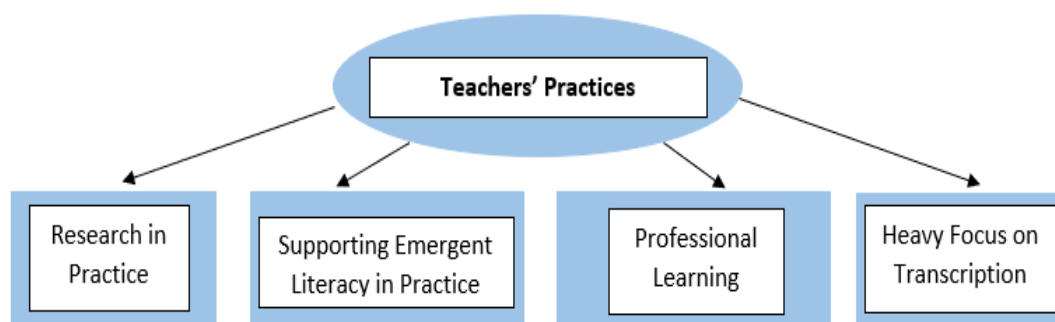 Teachers’ Practices
Research in
Practice
Supporting Emergent
Literacy in Practice
Professional
Learning
Heavy Focus on
Transcription